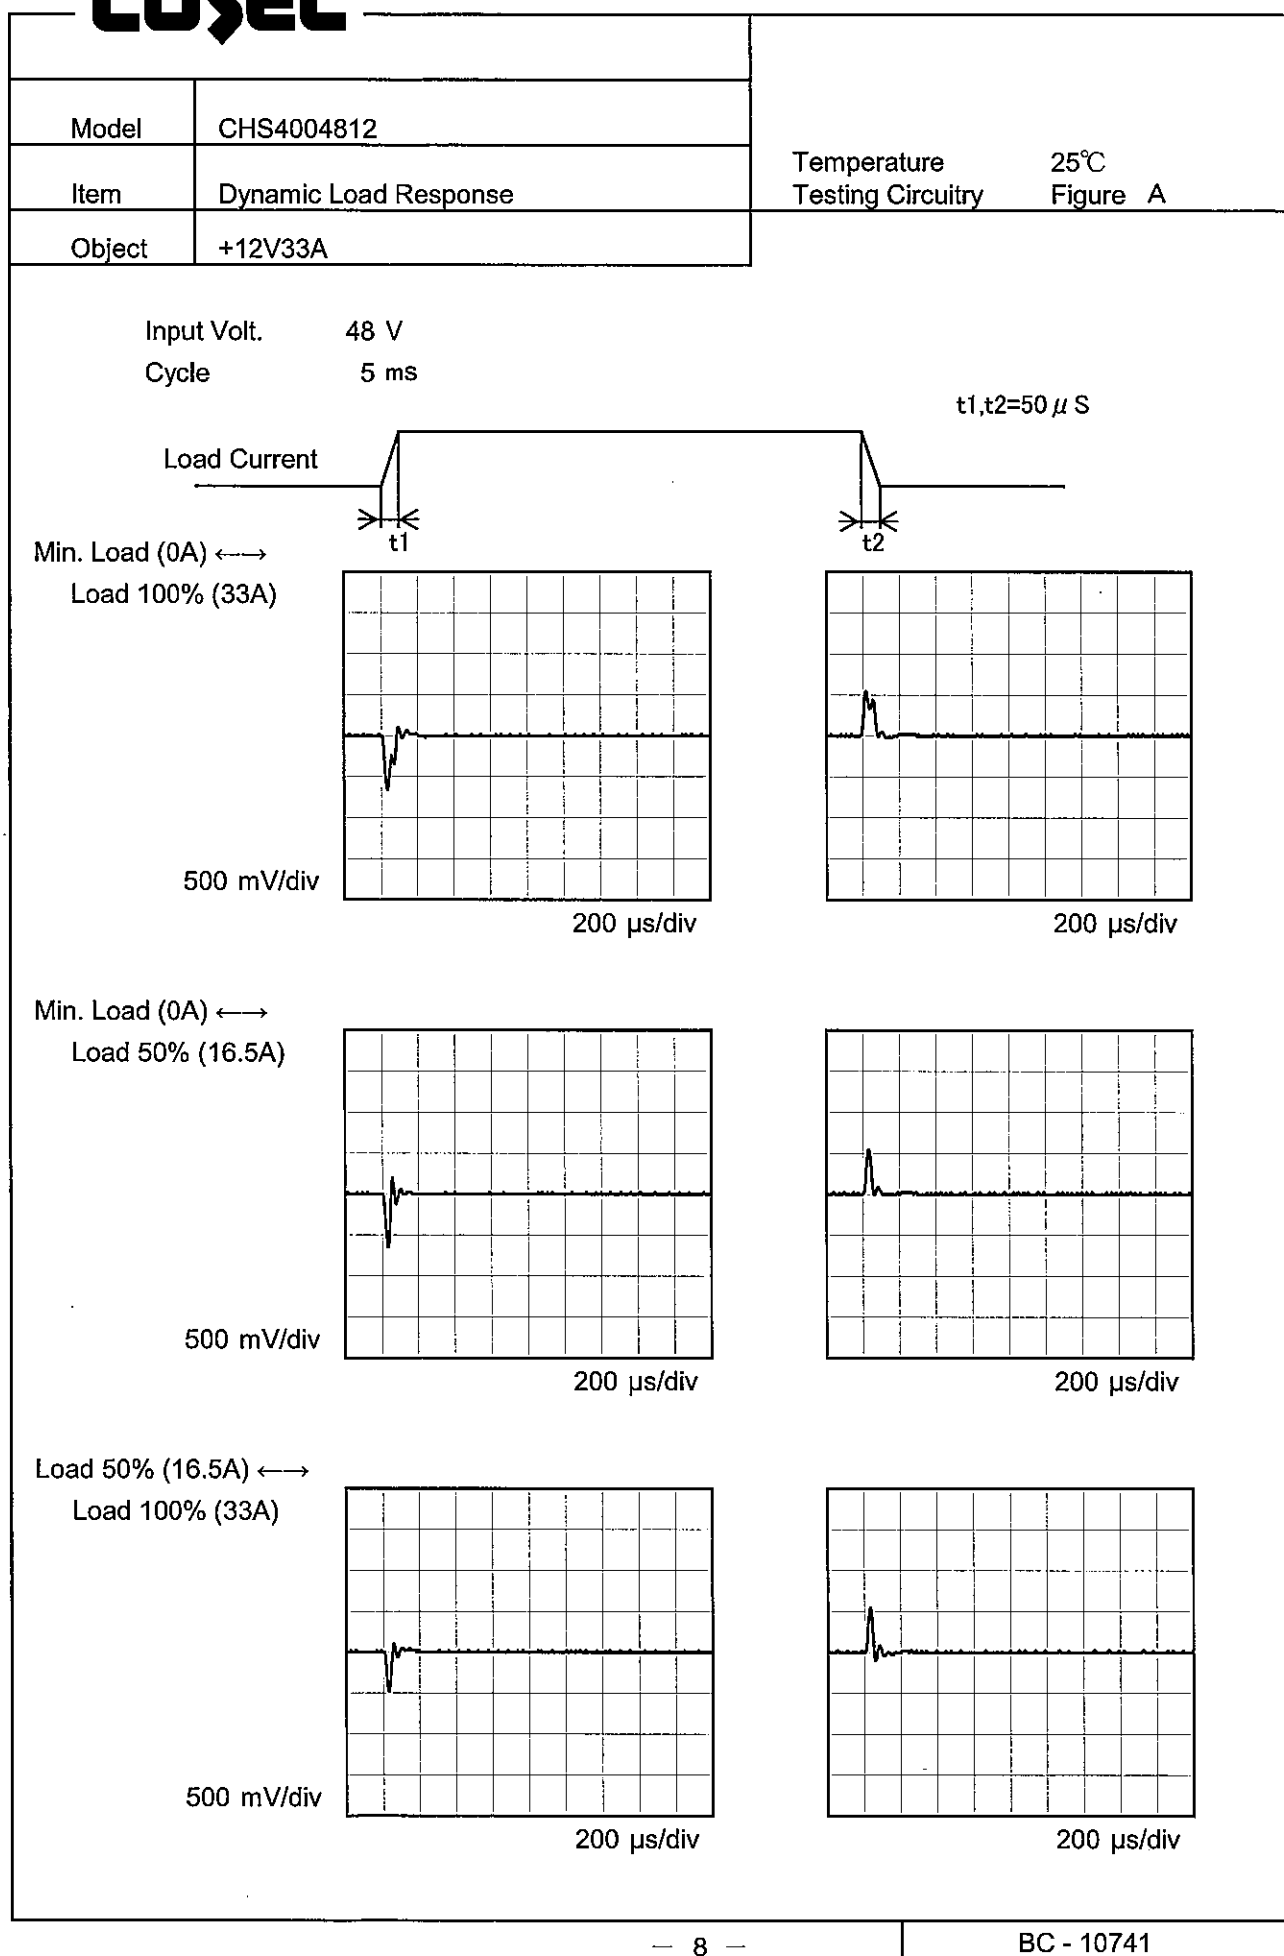 COSEL
Model CHS4004812
Item Dynamic Load Response
Object +12V33A
Temperature 25℃
Testing Circuitry Figure A
Input Volt. 48 V
Cycle 5 ms
t1,t2=50 μ S
Load Current
t1 t2
Min. Load (0A) ←→
Load 100% (33A)
500 mV/div
200 μs/div 200 μs/div
Min. Load (0A) ←→
Load 50% (16.5A)
500 mV/div
200 μs/div 200 μs/div
Load 50% (16.5A) ←→
Load 100% (33A)
500 mV/div
200 μs/div 200 μs/div
— 8 — BC - 10741